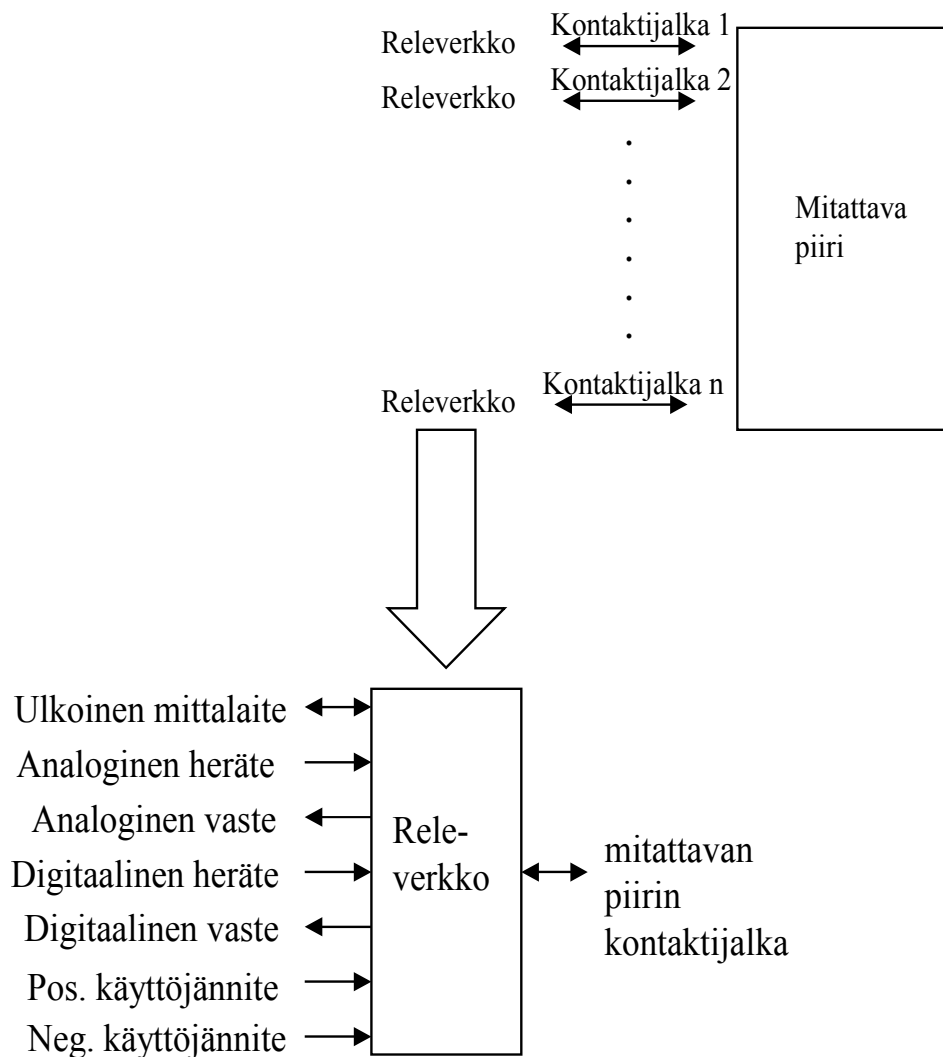 Releverkko Kontaktijalka 1
Releverkko Kontaktijalka 2
Mitattava
piiri
Releverkko Kontaktijalka n
Ulkoinen mittalaite
Analoginen heräte
Analoginen vaste
Digitaalinen heräte
Digitaalinen vaste
Pos. käyttöjännite
Neg. käyttöjännite
Rele-
verkko
mitattavan
piirin
kontaktijalka